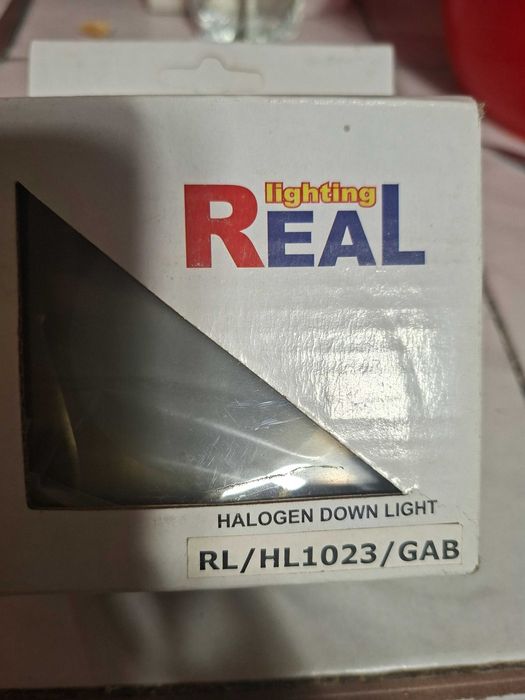 lighting
REAL
HALOGEN DOWN LIGHT
RL/HL1023/GAB